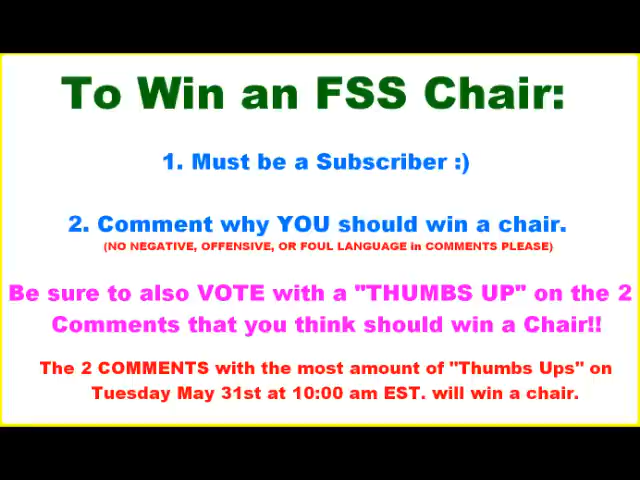 To Win an FSS Chair:
1. Must be a Subscriber :)
2. Comment why YOU should win a chair.
(NO NEGATIVE, OFFENSIVE, OR FOUL LANGUAGE in COMMENTS PLEASE)
Be sure to also VOTE with a "THUMBS UP" on the 2
Comments that you think should win a Chair!!
The 2 COMMENTS with the most amount of "Thumbs Ups" on
Tuesday May 31st at 10:00 am EST. will win a chair.